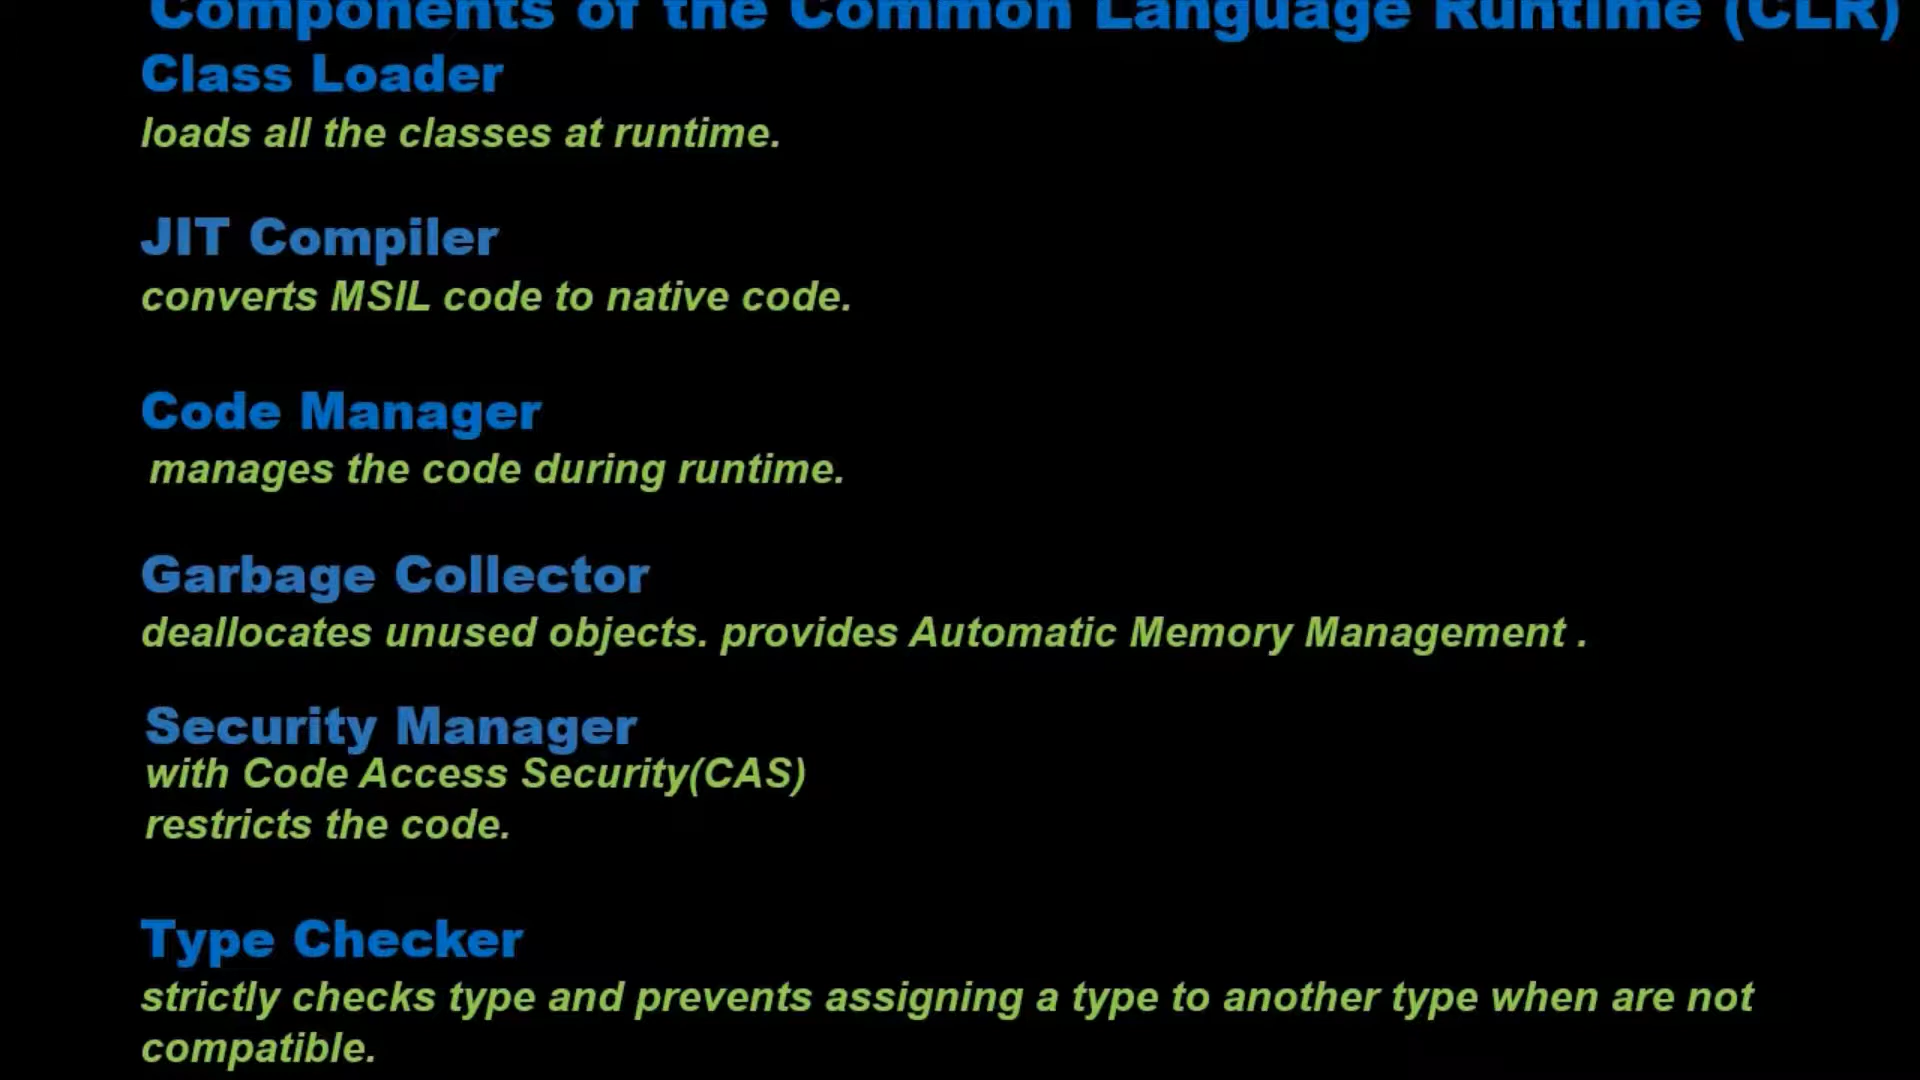 Components of the Common Language Runtime (CLR)
Class Loader
loads all the classes at runtime.
JIT Compiler
converts MSIL code to native code.
Code Manager
manages the code during runtime.
Garbage Collector
deallocates unused objects. provides Automatic Memory Management .
Security Manager
with Code Access Security(CAS)
restricts the code.
Type Checker
strictly checks type and prevents assigning a type to another type when are not
compatible.